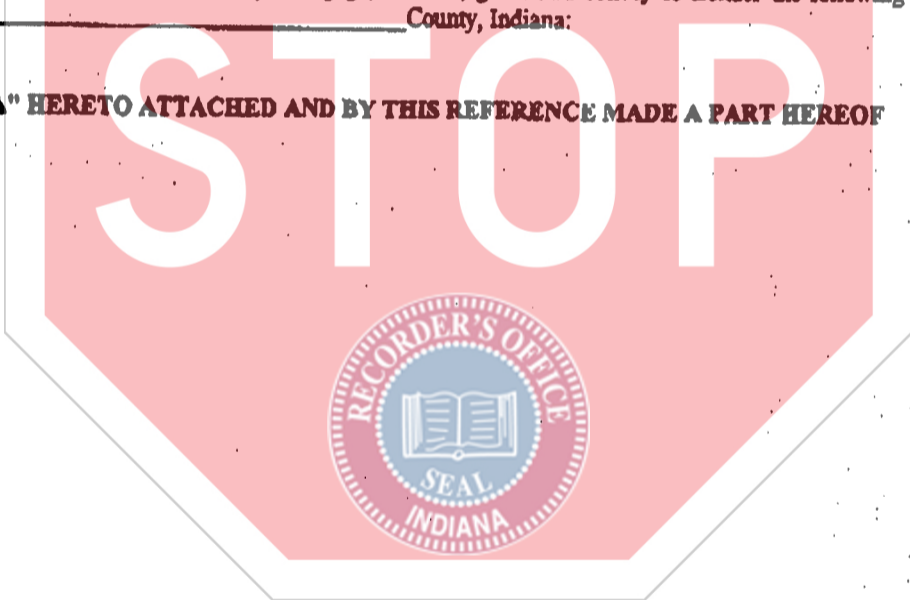 County, Indiana:
A" HERETO ATTACHED AND BY THIS REFERENCE MADE A PART HEREOF
STOP
RECORDER'S OFFICE
SEAL
INDIANA